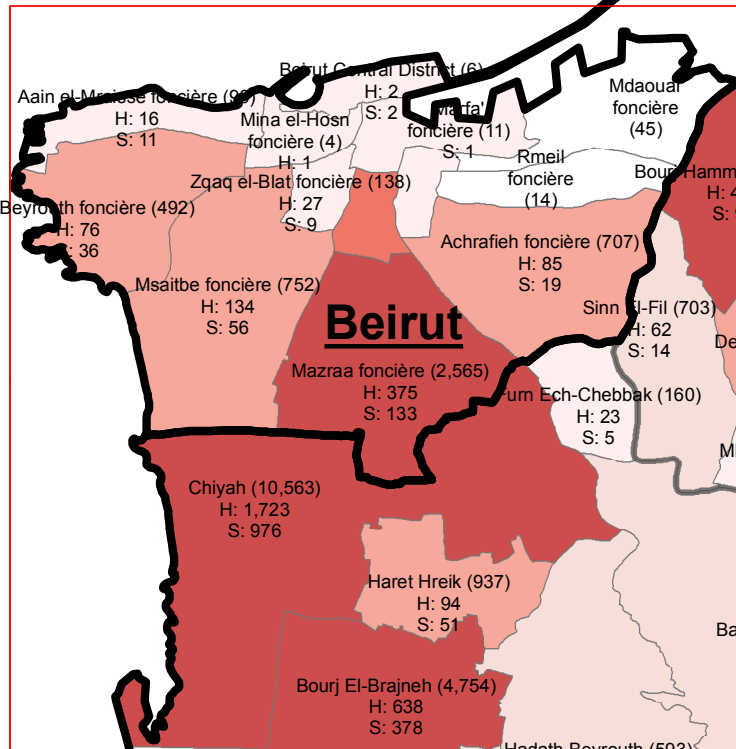 Beirut Central District (6)
H: 2
S: 2
Aain el-Mraisse foncière
H: 16
S: 11
Mina el-Hosn
foncière (4)
H: 1
foncière (11)
S: 1
Mdaouar
foncière
(45)
Rmeil
foncière
(14)
Zqaq el-Blat foncière (138)
H: 27
S: 9
Beyrouth foncière (492)
H: 76
S: 36
Achrafieh foncière (707)
H: 85
S: 19
Msaitbe foncière (752)
H: 134
S: 56
Beirut
Sinn El-Fil (703)
H: 62
S: 14
Mazraa foncière (2,565)
H: 375
S: 133
Furn Ech-Chebbak (160)
H: 23
S: 5
Chiyah (10,563)
H: 1,723
S: 976
Haret Hreik (937)
H: 94
S: 51
Bourj El-Brajneh (4,754)
H: 638
S: 378
Hadath Beyrouth (593)